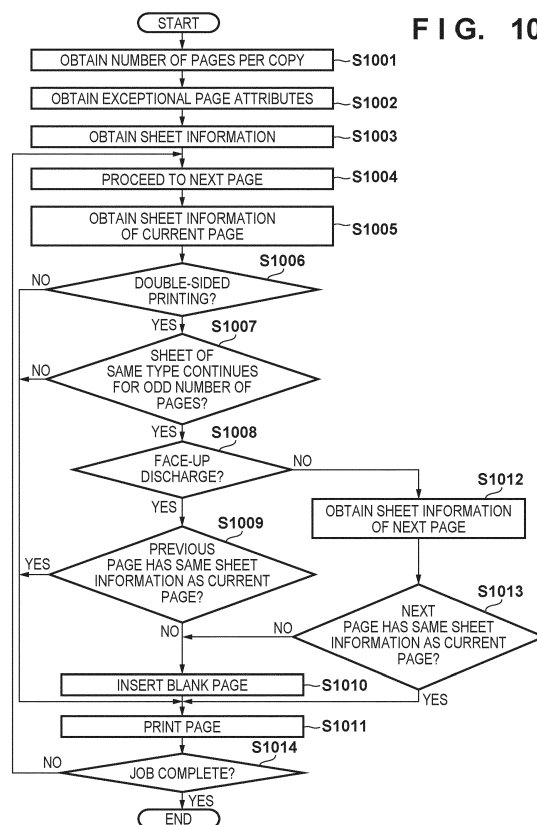 START
F I G. 10
OBTAIN NUMBER OF PAGES PER COPY
S1001
OBTAIN EXCEPTIONAL PAGE ATTRIBUTES
S1002
OBTAIN SHEET INFORMATION
S1003
PROCEED TO NEXT PAGE
S1004
OBTAIN SHEET INFORMATION
OF CURRENT PAGE
S1005
S1006
NO
DOUBLE-SIDED
PRINTING?
YES
S1007
NO
SHEET OF
SAME TYPE CONTINUES
FOR ODD NUMBER OF
PAGES?
YES
S1008
FACE-UP
DISCHARGE?
NO
YES
S1012
OBTAIN SHEET INFORMATION
OF NEXT PAGE
S1009
YES
PREVIOUS
PAGE HAS SAME SHEET
INFORMATION AS CURRENT
PAGE?
NO
S1013
NO
NEXT
PAGE HAS SAME SHEET
INFORMATION AS CURRENT
PAGE?
YES
INSERT BLANK PAGE
S1010
PRINT PAGE
S1011
S1014
NO
JOB COMPLETE?
YES
END